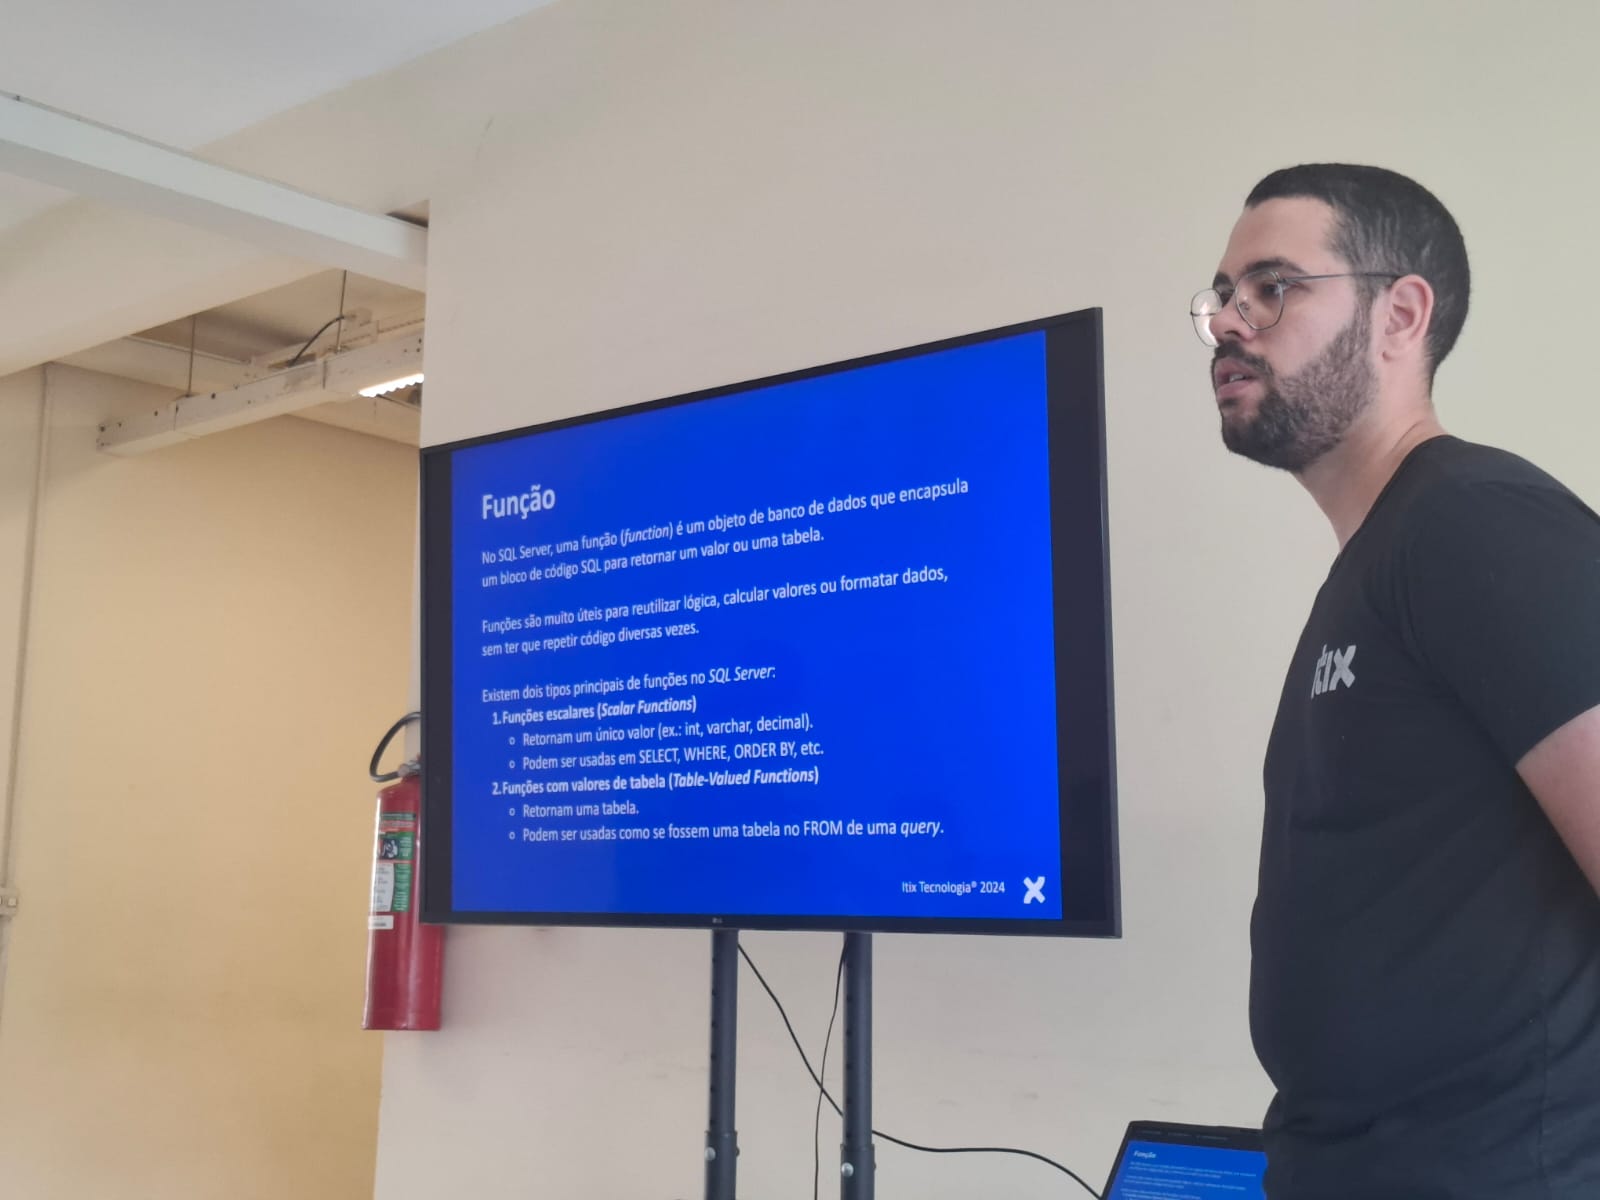 Função
No SQL Server, uma função (function) é um objeto de banco de dados que encapsula
um bloco de código SQL para retornar um valor ou uma tabela.
Funções são muito úteis para reutilizar lógica, calcular valores ou formatar dados,
sem ter que repetir código diversas vezes.
Existem dois tipos principais de funções no SQL Server:
1. Funções escalares (Scalar Functions)
Retornam um único valor (ex.: int, varchar, decimal).
Podem ser usadas em SELECT, WHERE, ORDER BY, etc.
2. Funções com valores de tabela (Table-Valued Functions)
Retornam uma tabela.
Podem ser usadas como se fossem uma tabela no FROM de uma query.
Itix Tecnologia® 2024
itix
Função